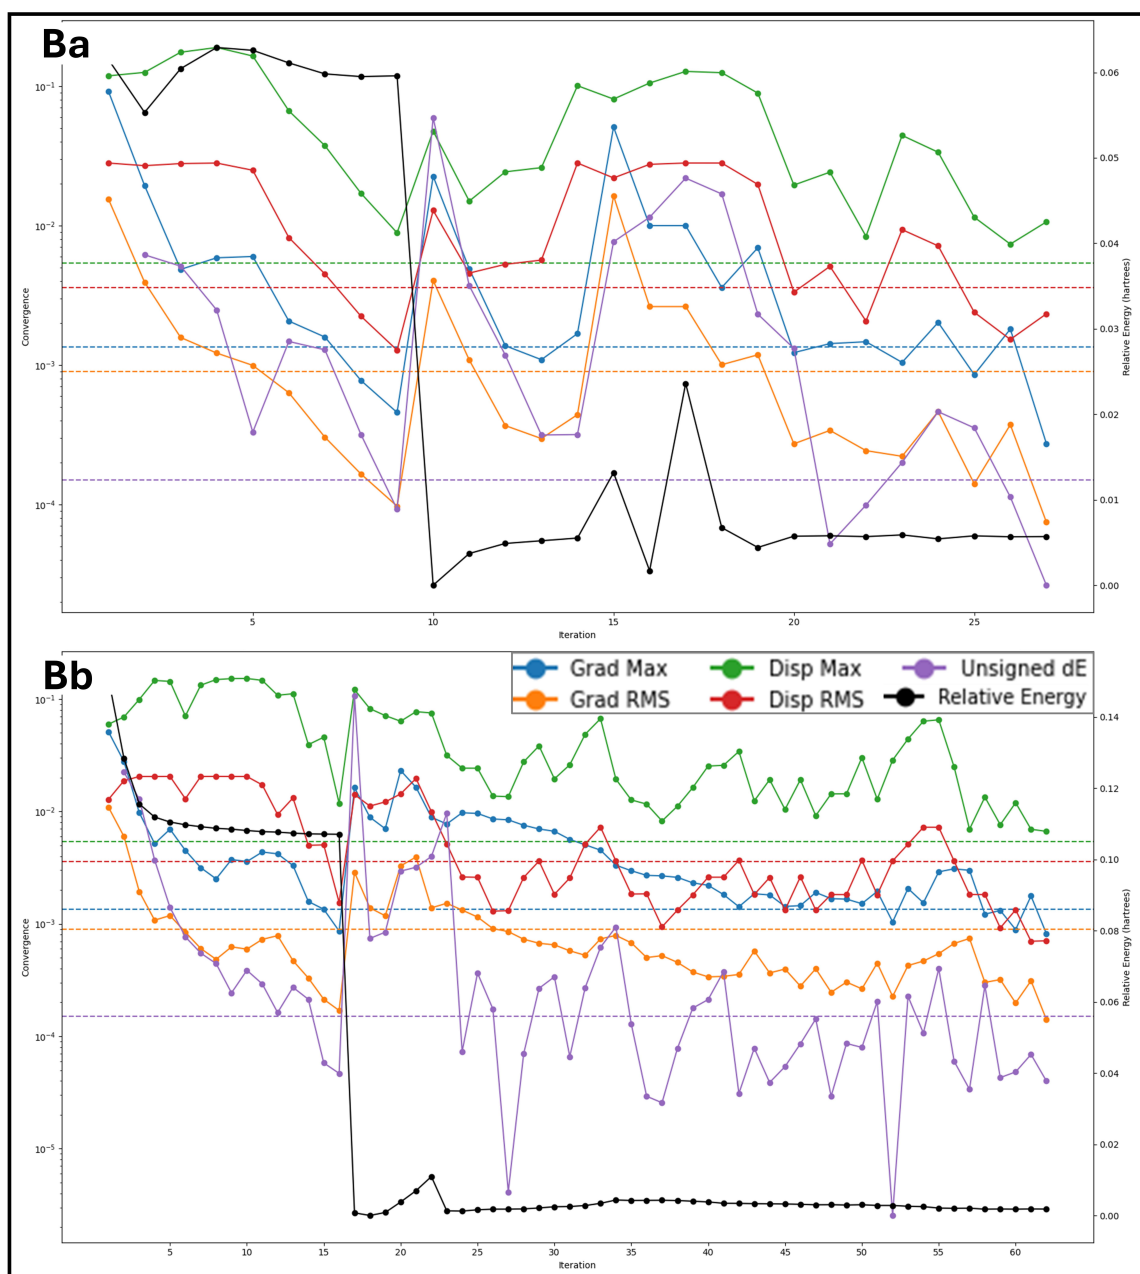 Ba
10⁻¹
10⁻²
10⁻³
10⁻⁴
Convergence
0.06
0.05
0.04
0.03
0.02
0.01
0.00
Relative Energy (hartrees)
5 10 15 20 25
Iteration
Bb
Grad Max Disp Max Unsigned dE
Grad RMS Disp RMS Relative Energy
10⁻¹
10⁻²
10⁻³
10⁻⁴
10⁻⁵
Convergence
0.14
0.12
0.10
0.08
0.06
0.04
0.02
0.00
Relative Energy (hartrees)
5 10 15 20 25 30 35 40 45 50 55 60
Iteration